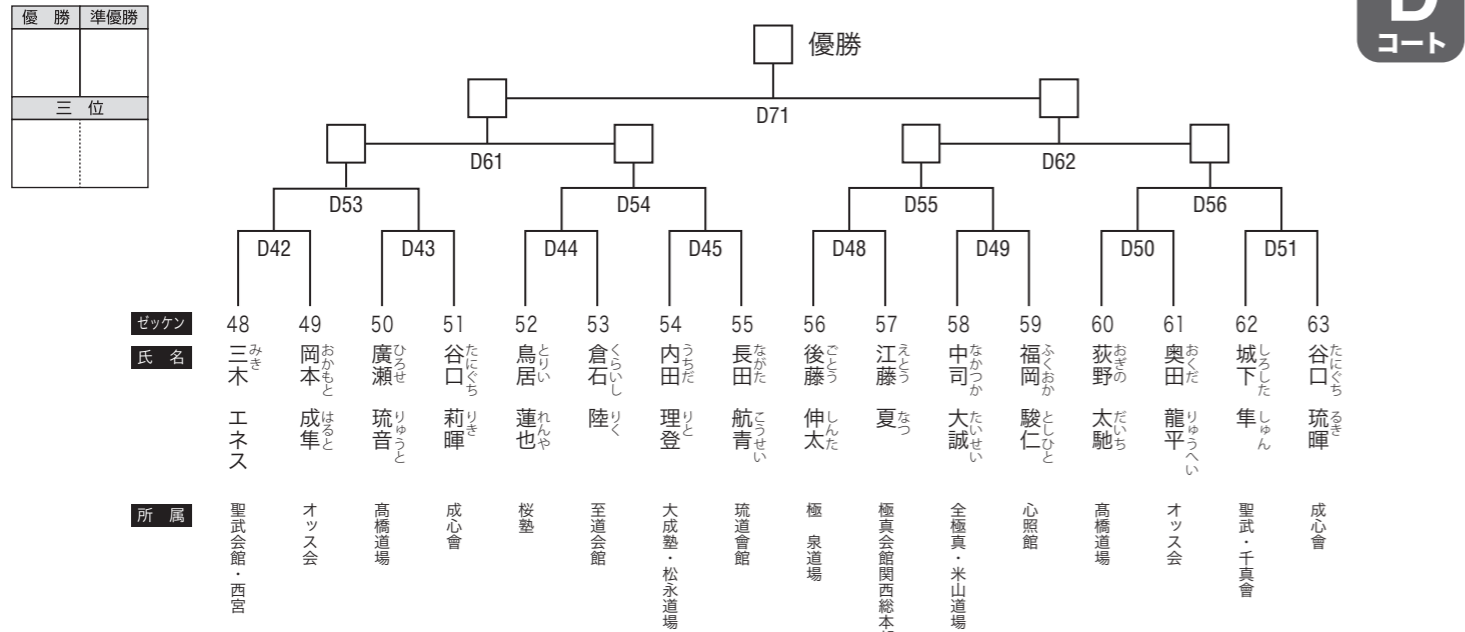 優 勝 準優勝
三 位
D
コート
優勝
D71
D61 D62
D53 D54 D55 D56
D42 D43 D44 D45 D48 D49 D50 D51
ゼッケン 48 49 50 51 52 53 54 55 56 57 58 59 60 61 62 63
氏 名
三木 エネス
みき
岡本 成隼
おかもと はると
廣瀬 琉音
ひろせ りゅうと
谷口 莉暉
たにぐち りき
鳥居 蓮也
とりい れんや
倉石 陸
くらいし りく
内田 理登
うちだ りと
長田 航青
ながた こうせい
後藤 伸太
ごとう しんた
江藤 夏
えとう なつ
中司 大誠
なかつか たいせい
福岡 駿仁
ふくおか としひと
荻野 太馳
おぎの だいち
奥田 龍平
おくだ りゅうへい
城下 隼
しろした しゅん
谷口 琉暉
たにぐち るき
所 属
聖武会館・西宮
オッス会
髙橋道場
成心會
桜塾
至道会館
大成塾・松永道場
琉道會館
極 泉道場
極真会館関西総本
全極真・米山道場
心照館
髙橋道場
オッス会
聖武・千真會
成心會